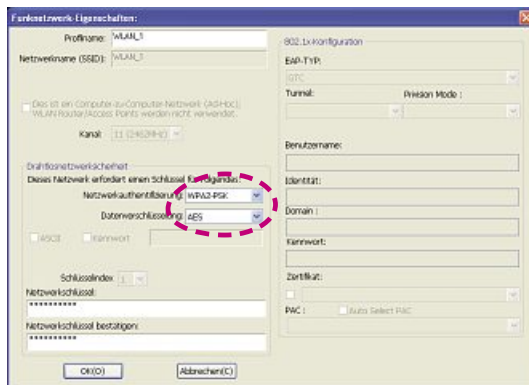 Funknetzwerk-Eigenschaften:
Profilname: WLAN_1
Netzwerkname (SSID): WLAN_1
Dies ist ein Computer-zu-Computer-Netzwerk (Ad-Hoc);
WLAN Router/Access Points werden nicht verwendet.
Kanal: 11 (2462MHz)
Drahtlosnetzwerksicherheit
Dieses Netzwerk erfordert einen Schlüssel für Folgendes:
Netzwerkauthentifizierung: WPA2-PSK
Datenverschlüsselung: AES
ASCII Kennwort
Schlüsselindex 1
Netzwerkschlüssel:
**********
Netzwerkschlüssel bestätigen:
**********
OK(O) Abbrechen(C)
802.1x-Konfiguration
EAP-TYP:
GTC
Tunnel: Provision Mode :
Benutzername:
Identität:
Domain :
Kennwort:
Zertifikat:
PAC : Auto Select PAC